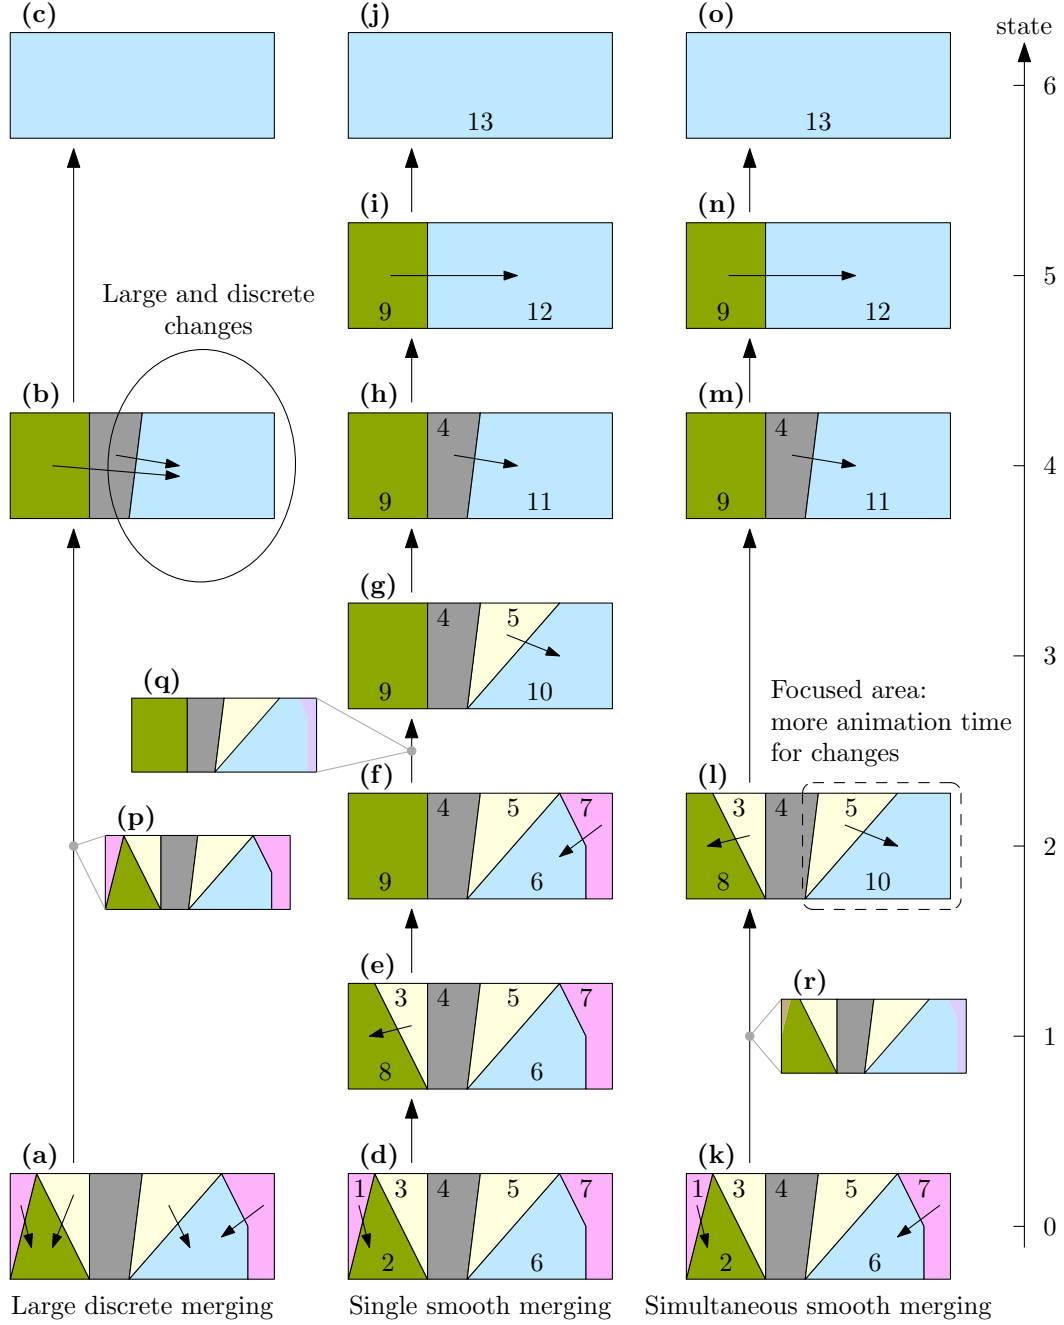 (c)
(j)
(o)
state
6
13
13
(i)
(n)
5
9
12
9
12
Large and discrete
changes
(b)
(h)
(m)
4
4
4
9
11
9
11
(g)
4
5
3
9
10
(q)
Focused area:
more animation time
for changes
(f)
(l)
4
5
7
3
4
5
(p)
2
9
6
8
10
(e)
3
4
5
7
(r)
1
8
6
(a)
(d)
(k)
1
3
4
5
7
1
3
4
5
7
0
2
6
2
6
Large discrete merging
Single smooth merging
Simultaneous smooth merging